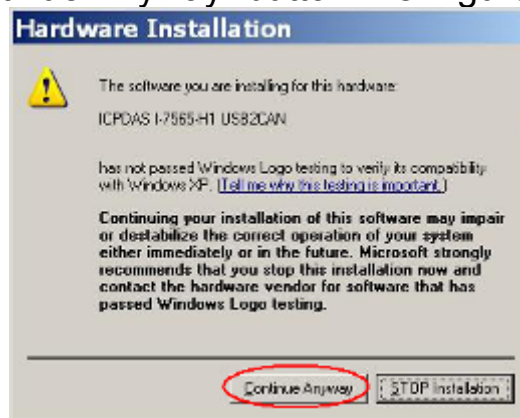 Hardware Installation
The software you are installing for this hardware:
ICPDAS I-7565-H1 USB2CAN
has not passed Windows Logo testing to verify its compatibility
with Windows XP. (Tell me why this testing is important.)
Continuing your installation of this software may impair
or destabilize the correct operation of your system
either immediately or in the future. Microsoft strongly
recommends that you stop this installation now and
contact the hardware vendor for software that has
passed Windows Logo testing.
Continue Anyway STOP Installation